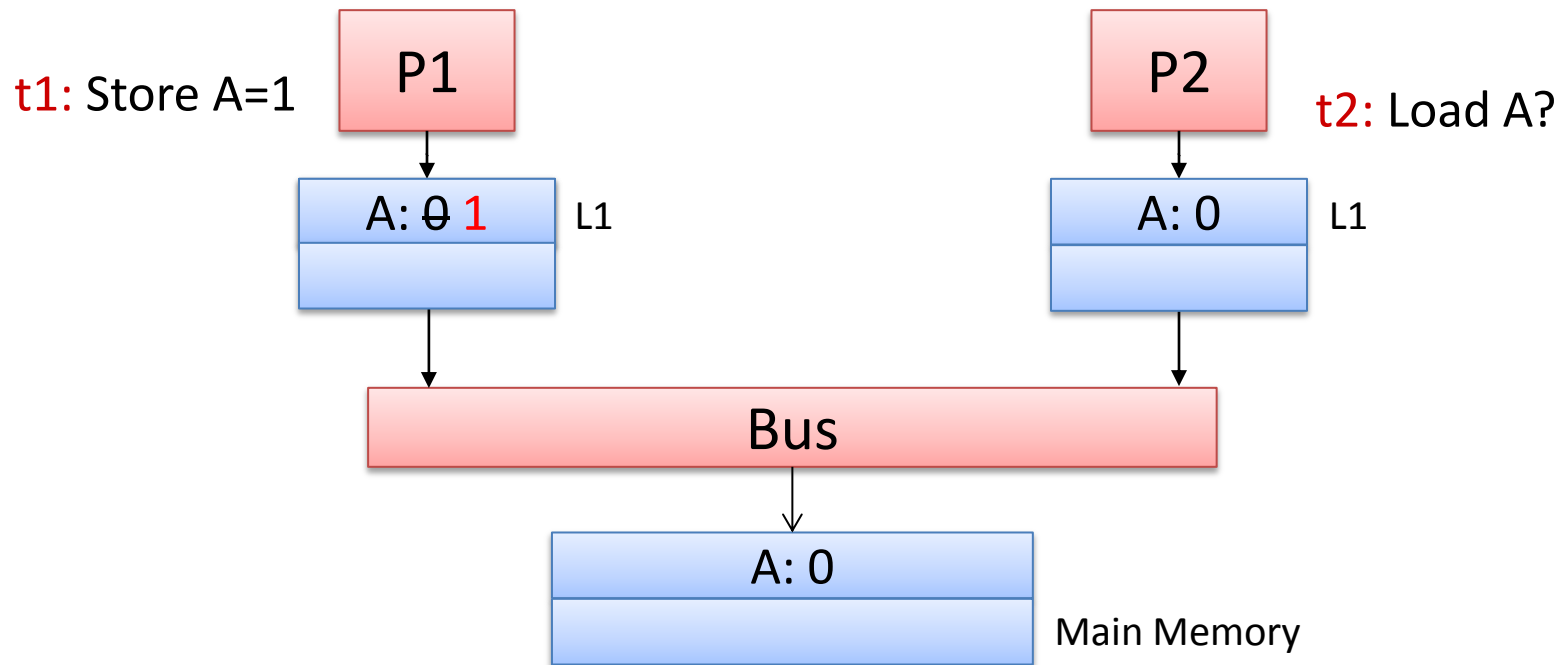 P1
P2
t1: Store A=1
t2: Load A?
A: 0 1
L1
A: 0
L1
Bus
A: 0
Main Memory